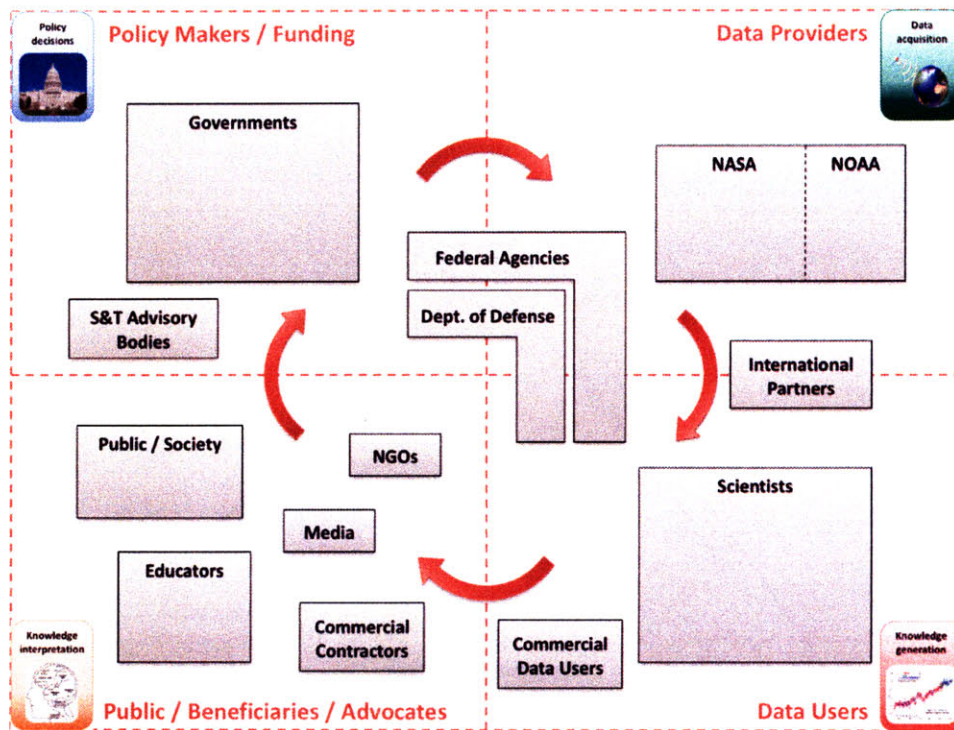 Policy
decisions
Policy Makers / Funding
Data Providers
Data
acquisition
Governments
NASA
NOAA
Federal Agencies
Dept. of Defense
S&T Advisory
Bodies
International
Partners
Public / Society
NGOs
Scientists
Media
Educators
Commercial
Contractors
Commercial
Data Users
Knowledge
interpretation
Knowledge
generation
Public / Beneficiaries / Advocates
Data Users